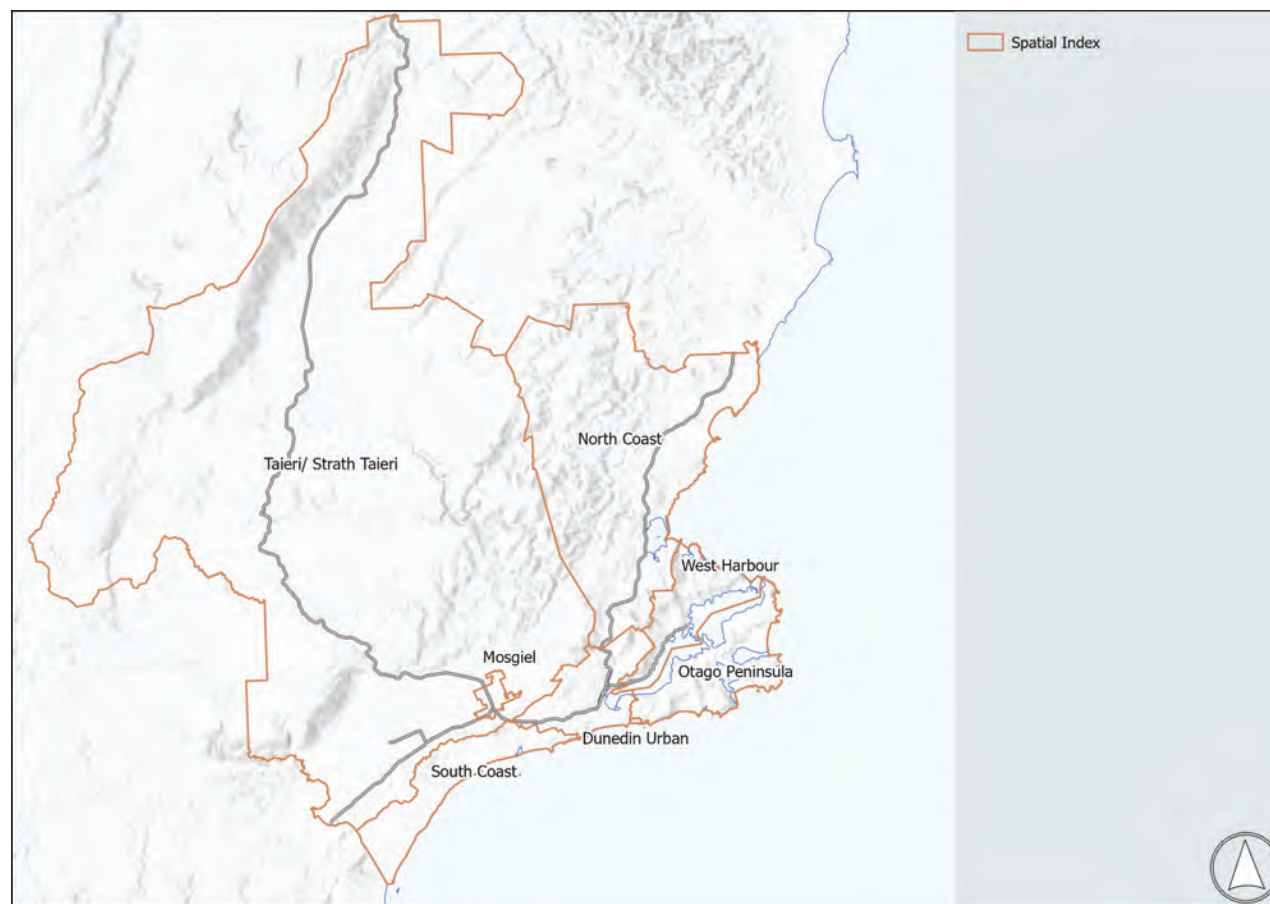 Spatial Index
North Coast
Taieri/ Strath Taieri
West Harbour
Mosgiel
Otago Peninsula
Dunedin Urban
South Coast